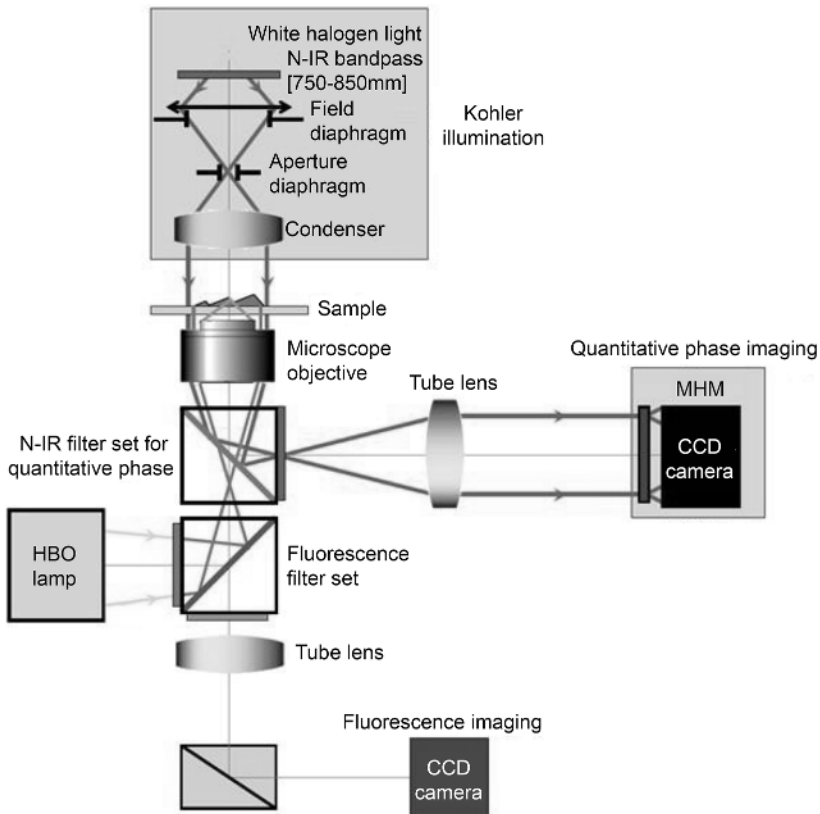 White halogen light
N-IR bandpass
[750-850mm]
Field
diaphragm
Aperture
diaphragm
Condenser
Kohler
illumination
Sample
Microscope
objective
Quantitative phase imaging
Tube lens
MHM
CCD
camera
N-IR filter set for
quantitative phase
HBO
lamp
Fluorescence
filter set
Tube lens
Fluorescence imaging
CCD
camera